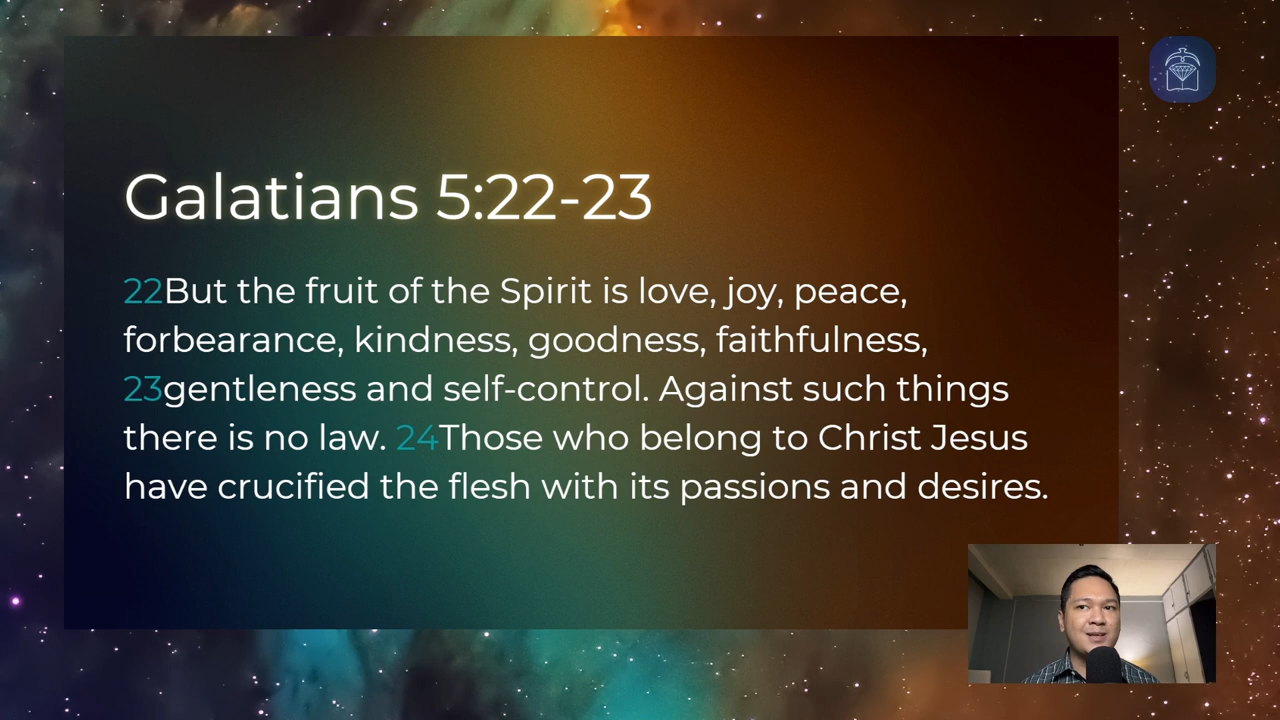 Galatians 5:22-23
22But the fruit of the Spirit is love, joy, peace,
forbearance, kindness, goodness, faithfulness,
23gentleness and self-control. Against such things
there is no law. 24Those who belong to Christ Jesus
have crucified the flesh with its passions and desires.